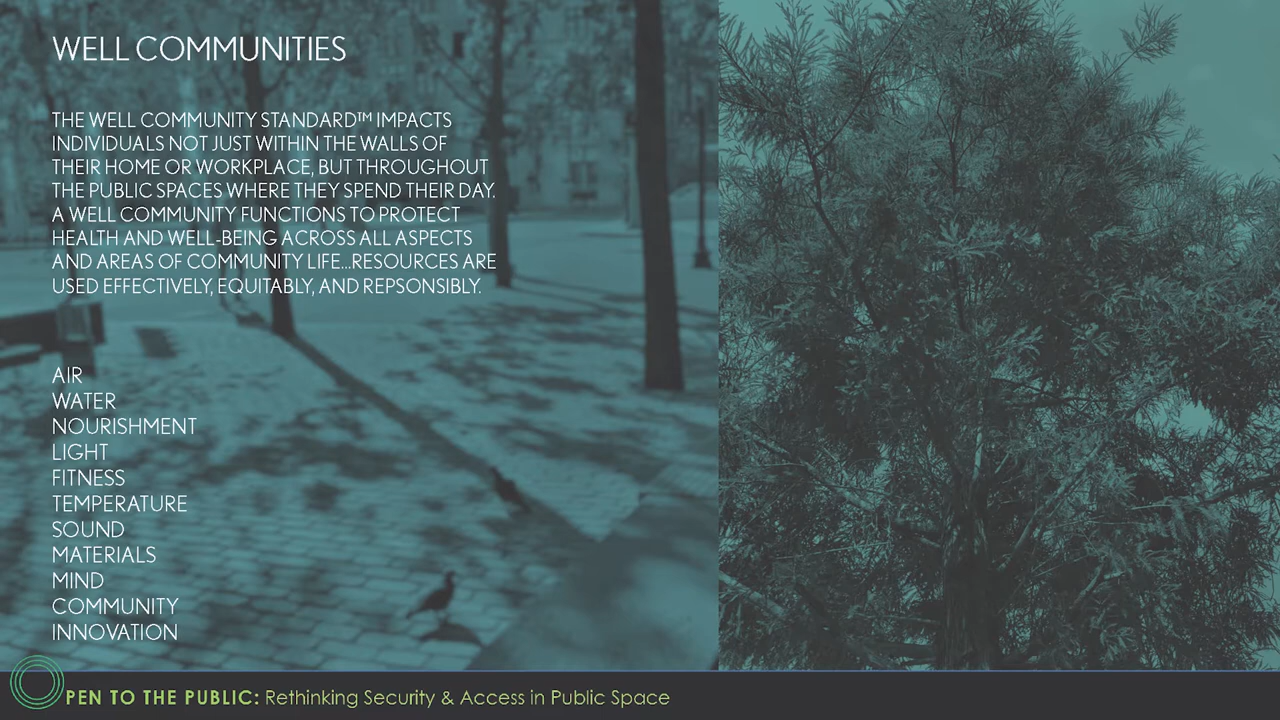 WELL COMMUNITIES
THE WELL COMMUNITY STANDARD™ IMPACTS
INDIVIDUALS NOT JUST WITHIN THE WALLS OF
THEIR HOME OR WORKPLACE, BUT THROUGHOUT
THE PUBLIC SPACES WHERE THEY SPEND THEIR DAY.
A WELL COMMUNITY FUNCTIONS TO PROTECT
HEALTH AND WELL-BEING ACROSS ALL ASPECTS
AND AREAS OF COMMUNITY LIFE...RESOURCES ARE
USED EFFECTIVELY, EQUITABLY, AND REPSONSIBLY.
AIR
WATER
NOURISHMENT
LIGHT
FITNESS
TEMPERATURE
SOUND
MATERIALS
MIND
COMMUNITY
INNOVATION
OPEN TO THE PUBLIC: Rethinking Security & Access in Public Space